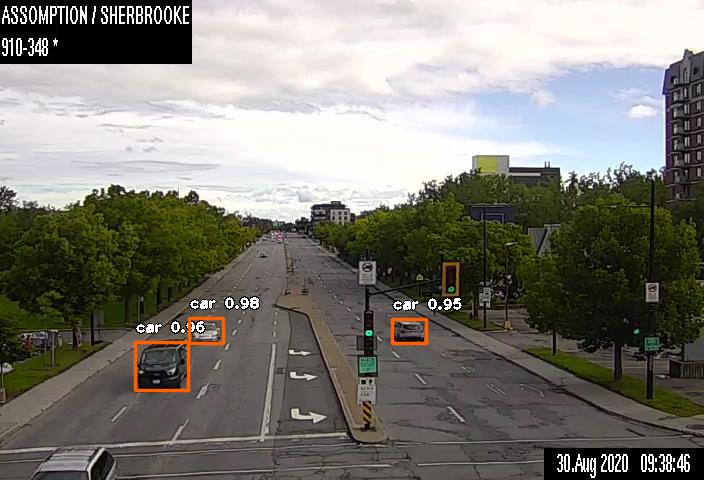 ASSOMPTION / SHERBROOKE
910-348 *
car 0.98
car 0.96
car 0.95
30.Aug 2020 09:38:46